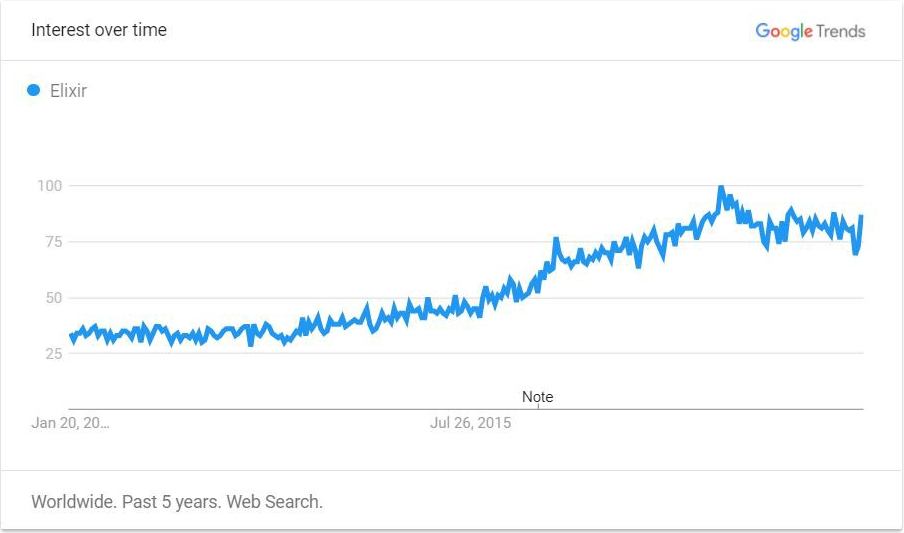 Interest over time
Google Trends
Elixir
100
75
50
25
Note
Jan 20, 20...
Jul 26, 2015
Worldwide. Past 5 years. Web Search.